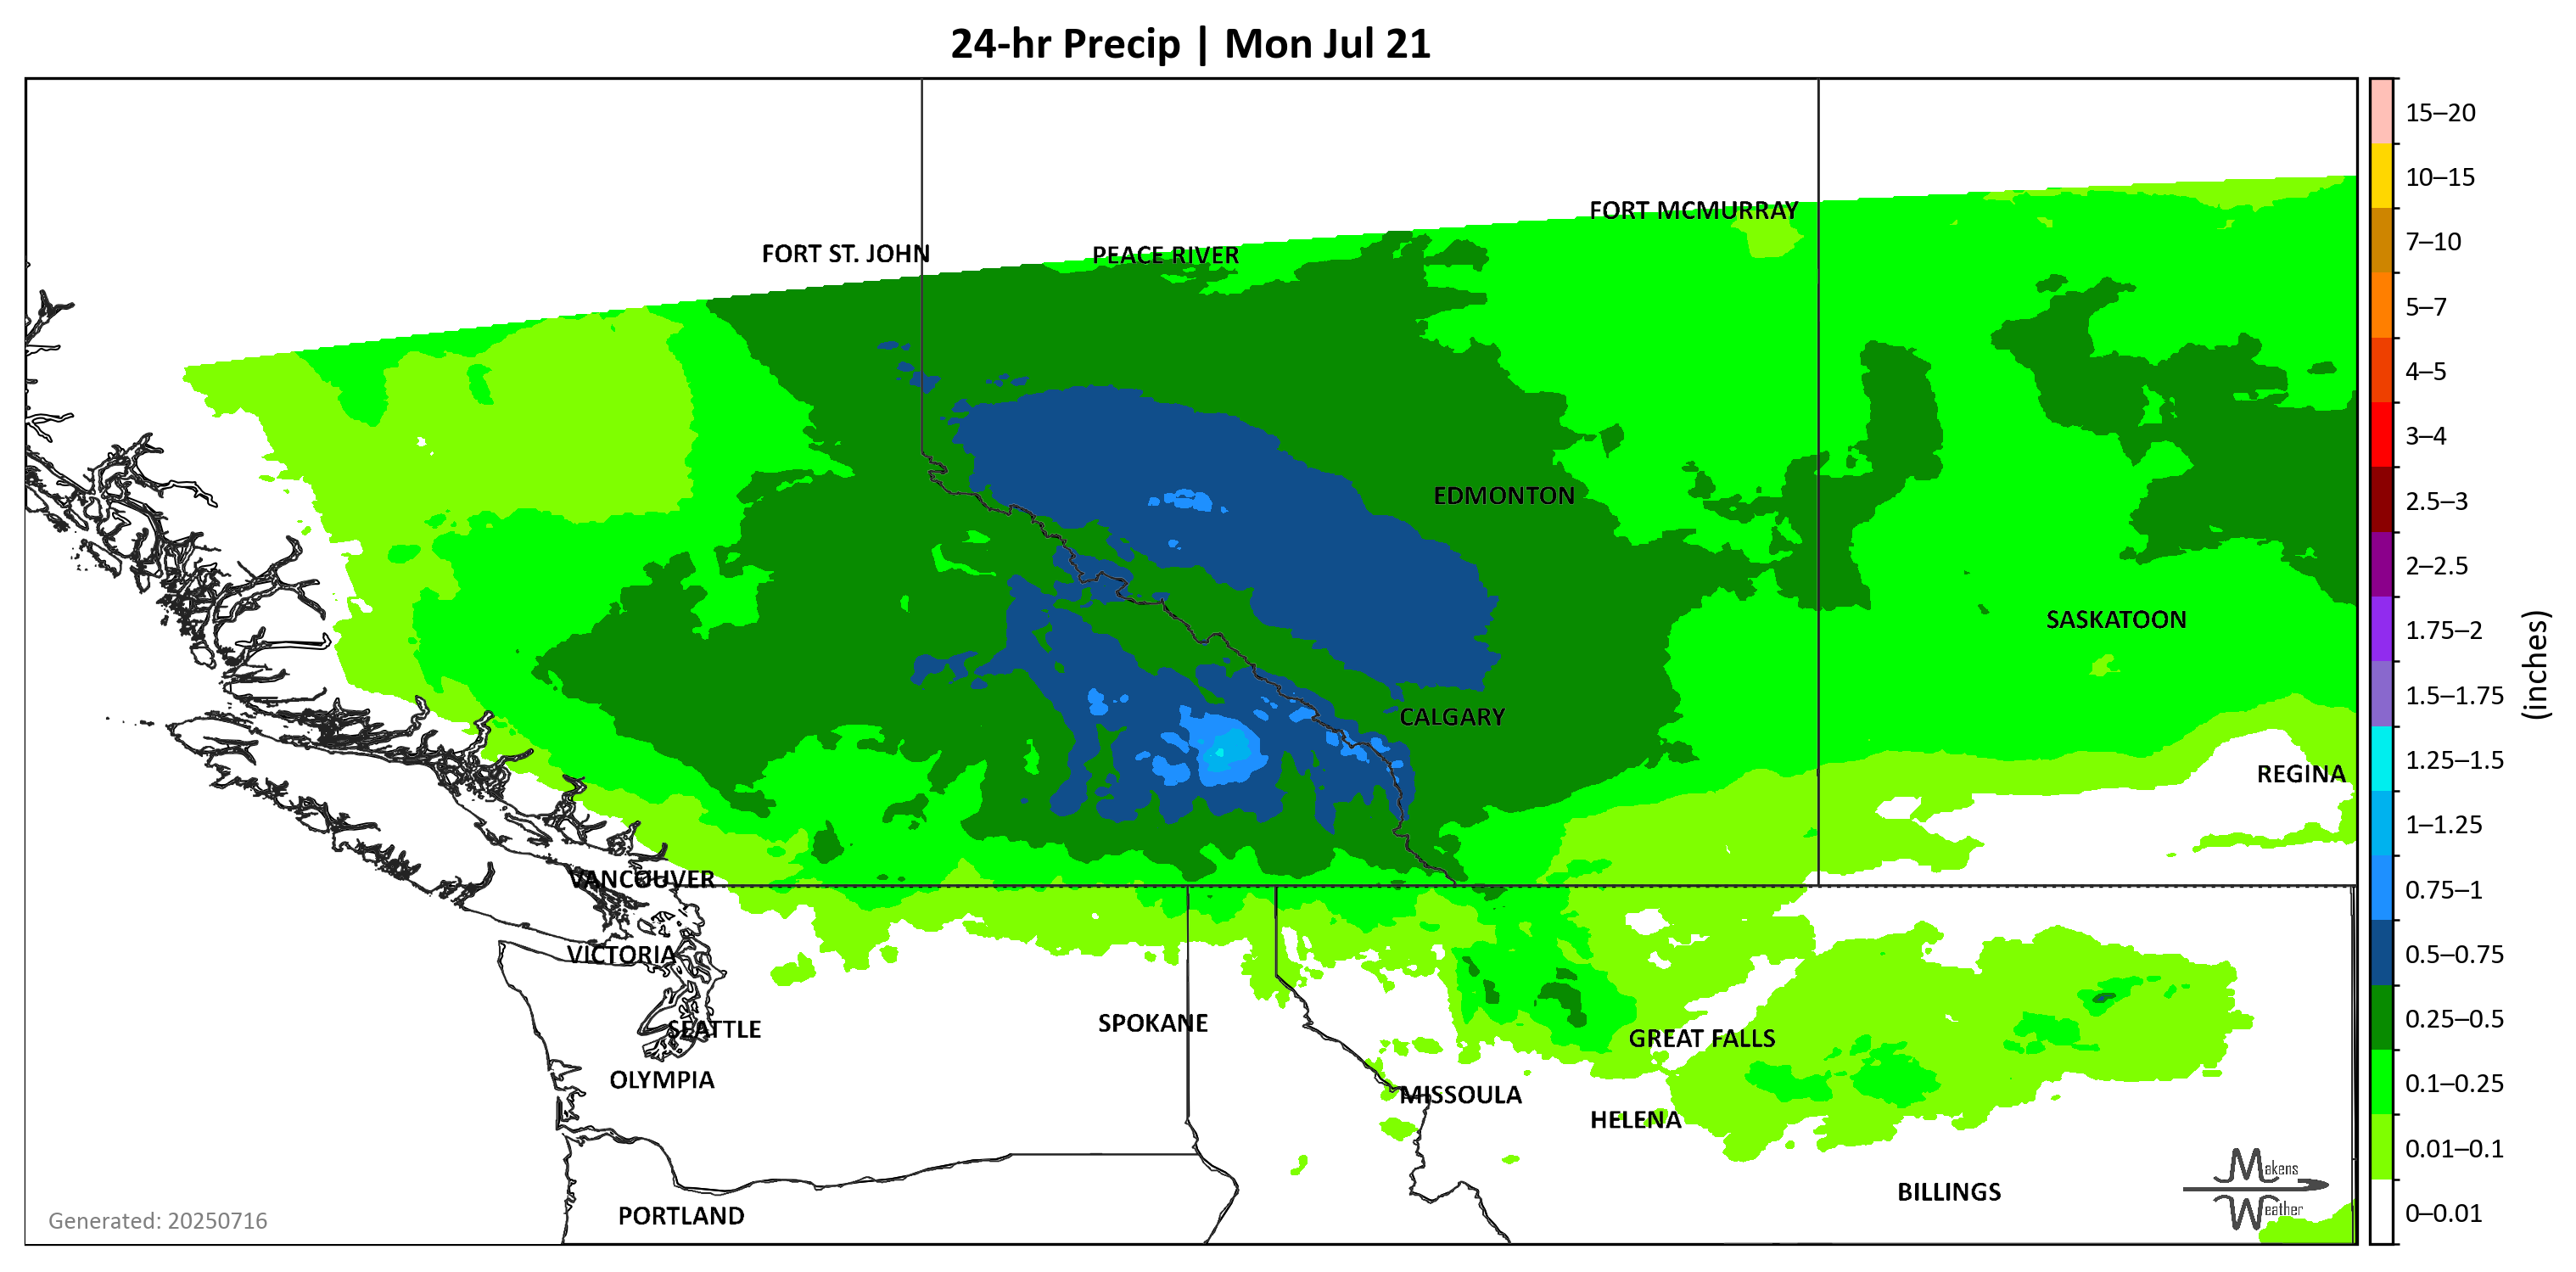 24-hr Precip | Mon Jul 21
FORT MCMURRAY
FORT ST. JOHN
PEACE RIVER
EDMONTON
SASKATOON
CALGARY
REGINA
VANCOUVER
VICTORIA
SPOKANE
SEATTLE
GREAT FALLS
OLYMPIA
MISSOULA
HELENA
BILLINGS
PORTLAND
Makens
Weather
Generated: 20250716
15–20
10–15
7–10
5–7
4–5
3–4
2.5–3
2–2.5
1.75–2
1.5–1.75
1.25–1.5
1–1.25
0.75–1
0.5–0.75
0.25–0.5
0.1–0.25
0.01–0.1
0–0.01
(inches)